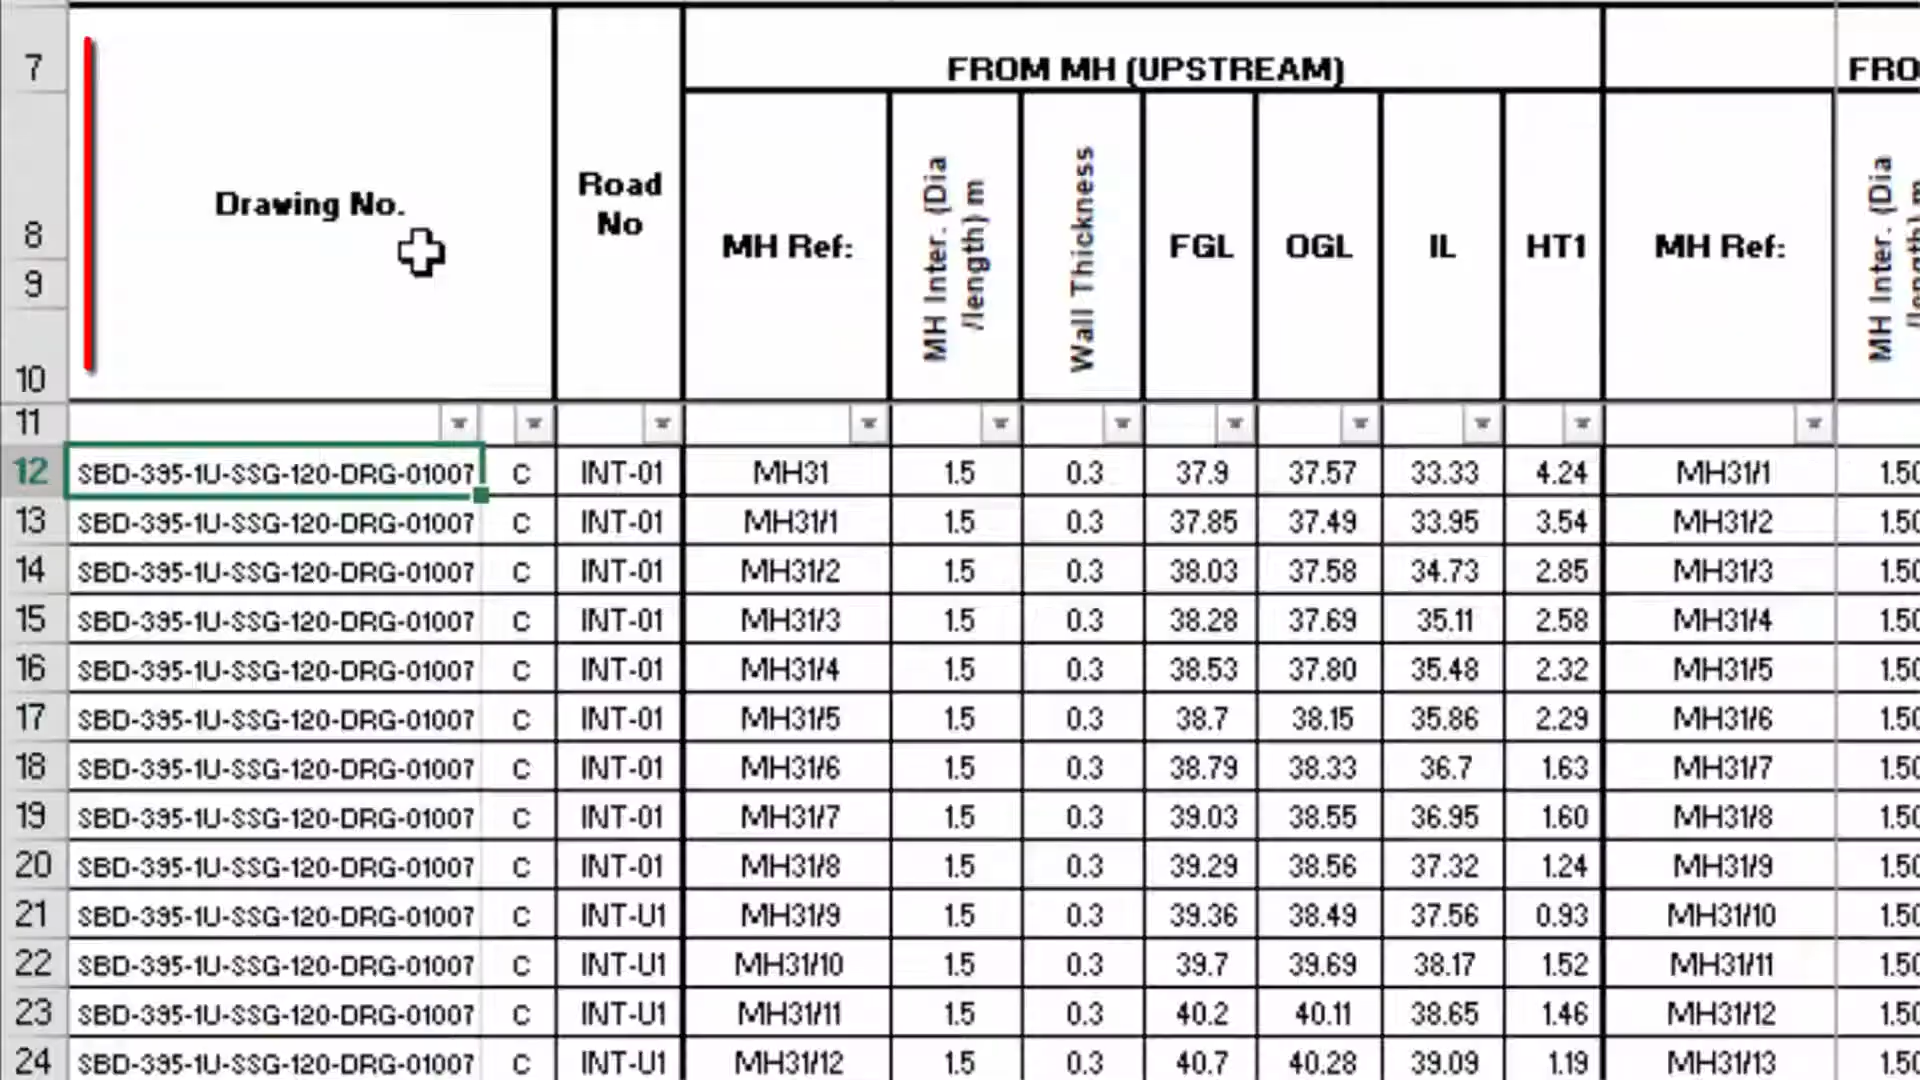 7 FROM MH (UPSTREAM) FRO
8 Drawing No. Road No MH Ref: MH Inter. (Dia /length) m Wall Thickness FGL OGL IL HT1 MH Ref: MH Inter. (Dia /length) m
9
10
11
12 SBD-395-1U-SSG-120-DRG-01007 C INT-01 MH31 1.5 0.3 37.9 37.57 33.33 4.24 MH31/1 1.50
13 SBD-395-1U-SSG-120-DRG-01007 C INT-01 MH31/1 1.5 0.3 37.85 37.49 33.95 3.54 MH31/2 1.50
14 SBD-395-1U-SSG-120-DRG-01007 C INT-01 MH31/2 1.5 0.3 38.03 37.58 34.73 2.85 MH31/3 1.50
15 SBD-395-1U-SSG-120-DRG-01007 C INT-01 MH31/3 1.5 0.3 38.28 37.69 35.11 2.58 MH31/4 1.50
16 SBD-395-1U-SSG-120-DRG-01007 C INT-01 MH31/4 1.5 0.3 38.53 37.80 35.48 2.32 MH31/5 1.50
17 SBD-395-1U-SSG-120-DRG-01007 C INT-01 MH31/5 1.5 0.3 38.7 38.15 35.86 2.29 MH31/6 1.50
18 SBD-395-1U-SSG-120-DRG-01007 C INT-01 MH31/6 1.5 0.3 38.79 38.33 36.7 1.63 MH31/7 1.50
19 SBD-395-1U-SSG-120-DRG-01007 C INT-01 MH31/7 1.5 0.3 39.03 38.55 36.95 1.60 MH31/8 1.50
20 SBD-395-1U-SSG-120-DRG-01007 C INT-01 MH31/8 1.5 0.3 39.29 38.56 37.32 1.24 MH31/9 1.50
21 SBD-395-1U-SSG-120-DRG-01007 C INT-U1 MH31/9 1.5 0.3 39.36 38.49 37.56 0.93 MH31/10 1.50
22 SBD-395-1U-SSG-120-DRG-01007 C INT-U1 MH31/10 1.5 0.3 39.7 39.69 38.17 1.52 MH31/11 1.50
23 SBD-395-1U-SSG-120-DRG-01007 C INT-U1 MH31/11 1.5 0.3 40.2 40.11 38.65 1.46 MH31/12 1.50
24 SBD-395-1U-SSG-120-DRG-01007 C INT-U1 MH31/12 1.5 0.3 40.7 40.28 39.09 1.19 MH31/13 1.50